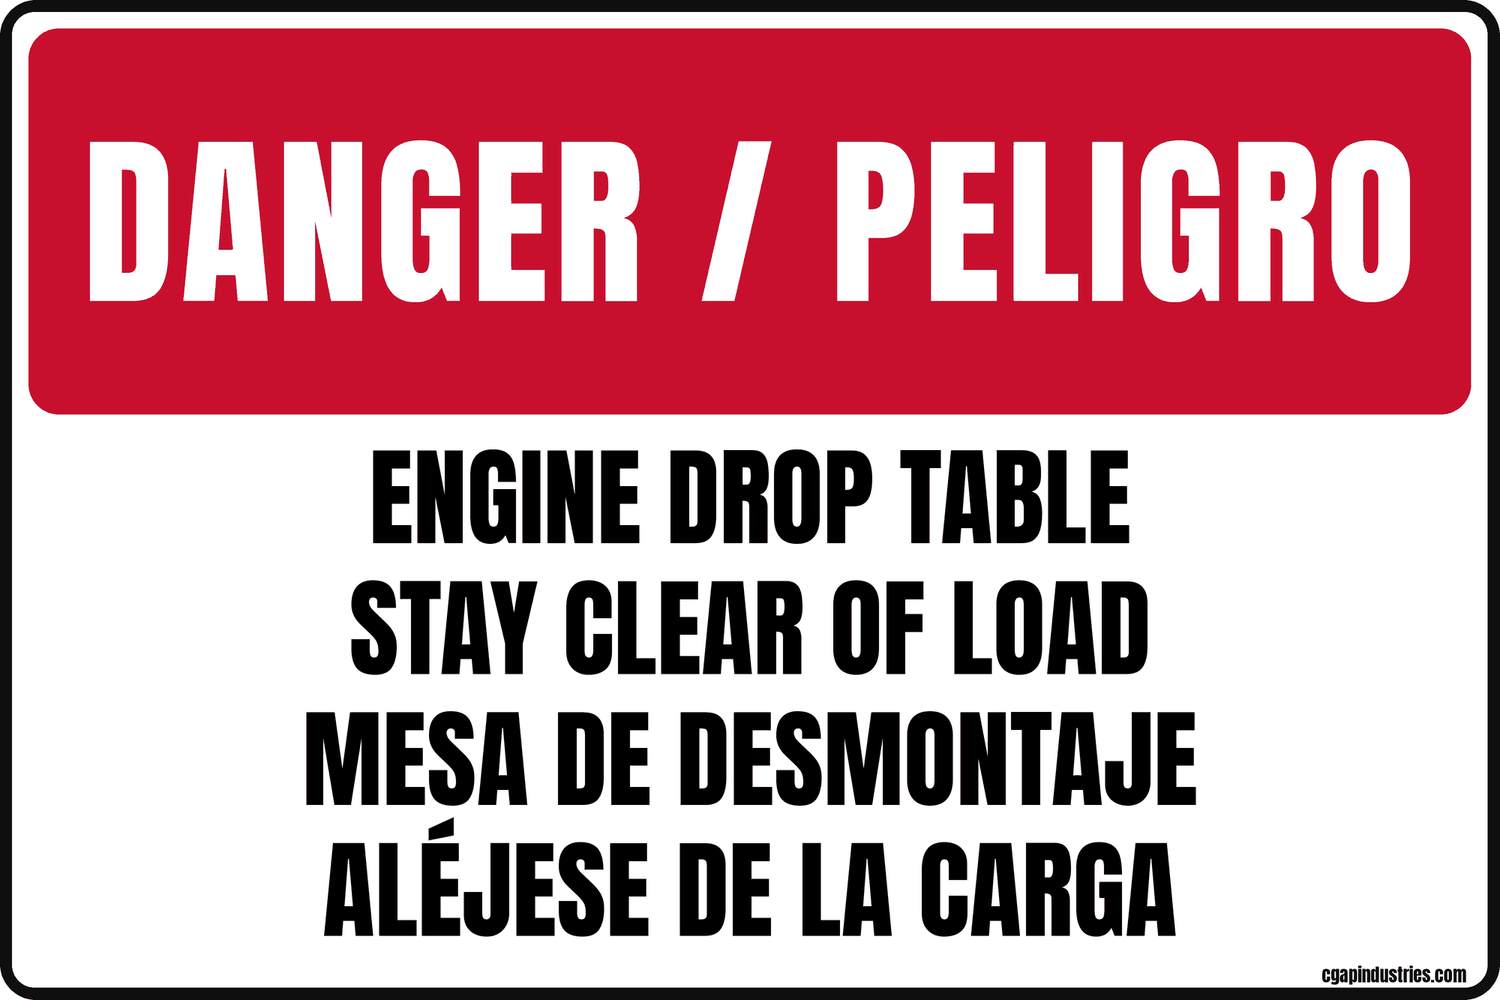 DANGER / PELIGRO
ENGINE DROP TABLE
STAY CLEAR OF LOAD
MESA DE DESMONTAJE
ALÉJESE DE LA CARGA
cgapindustries.com